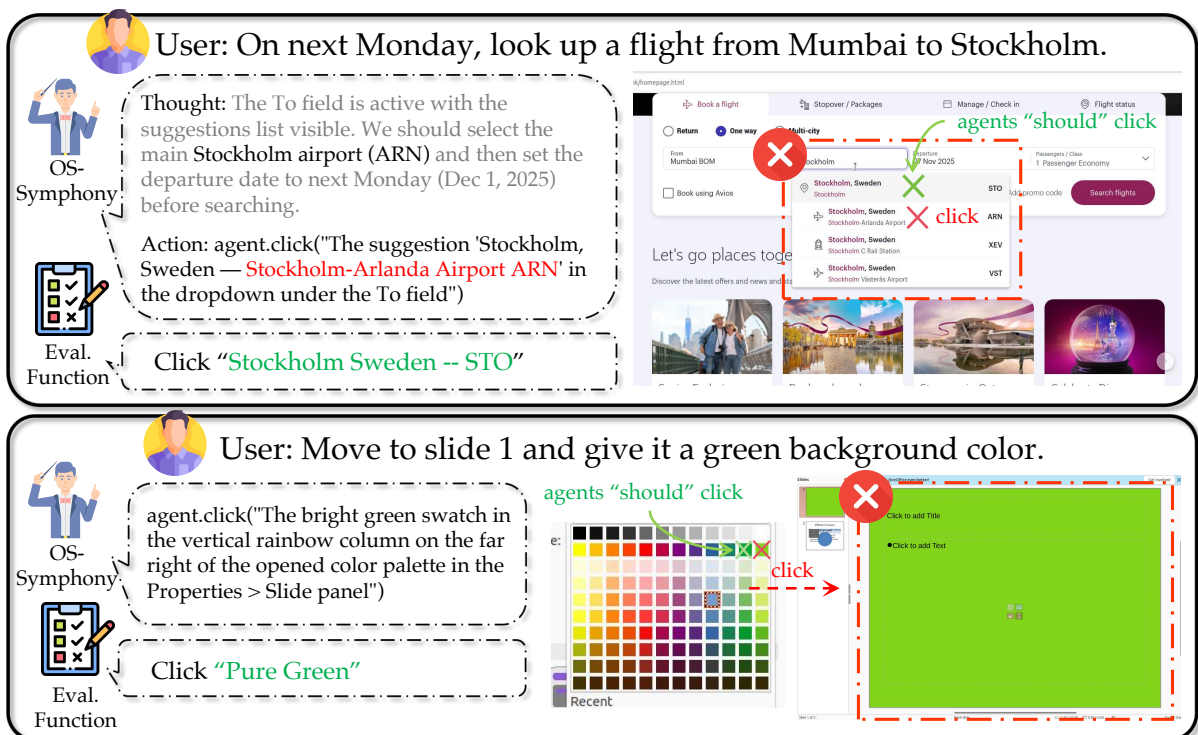 User: On next Monday, look up a flight from Mumbai to Stockholm.
OS-
Symphony
Thought: The To field is active with the
suggestions list visible. We should select the
main Stockholm airport (ARN) and then set the
departure date to next Monday (Dec 1, 2025)
before searching.
Action: agent.click("The suggestion 'Stockholm,
Sweden — Stockholm-Arlanda Airport ARN' in
the dropdown under the To field")
Eval.
Function
Click “Stockholm Sweden -- STO”
k/homepage.html
Book a flight
Stopover / Packages
Manage / Check in
Flight status
agents “should” click
Return
One way
Multi-city
From
Mumbai BOM
Stockholm
Departure
07 Nov 2025
Passengers / Class
1 Passenger Economy
Book using Avios
Add promo code
Search flights
Stockholm, Sweden
Stockholm
STO
Stockholm, Sweden
Stockholm-Arlanda Airport
ARN
click
Stockholm, Sweden
Stockholm C Rail Station
XEV
Stockholm, Sweden
Stockholm Västerås Airport
VST
Let's go places toge
Discover the latest offers and news and sta
User: Move to slide 1 and give it a green background color.
OS-
Symphony
agent.click("The bright green swatch in
the vertical rainbow column on the far
right of the opened color palette in the
Properties > Slide panel")
Eval.
Function
Click “Pure Green”
agents “should” click
e:
click
Recent
Slides
Click to add Title
Click to add Text